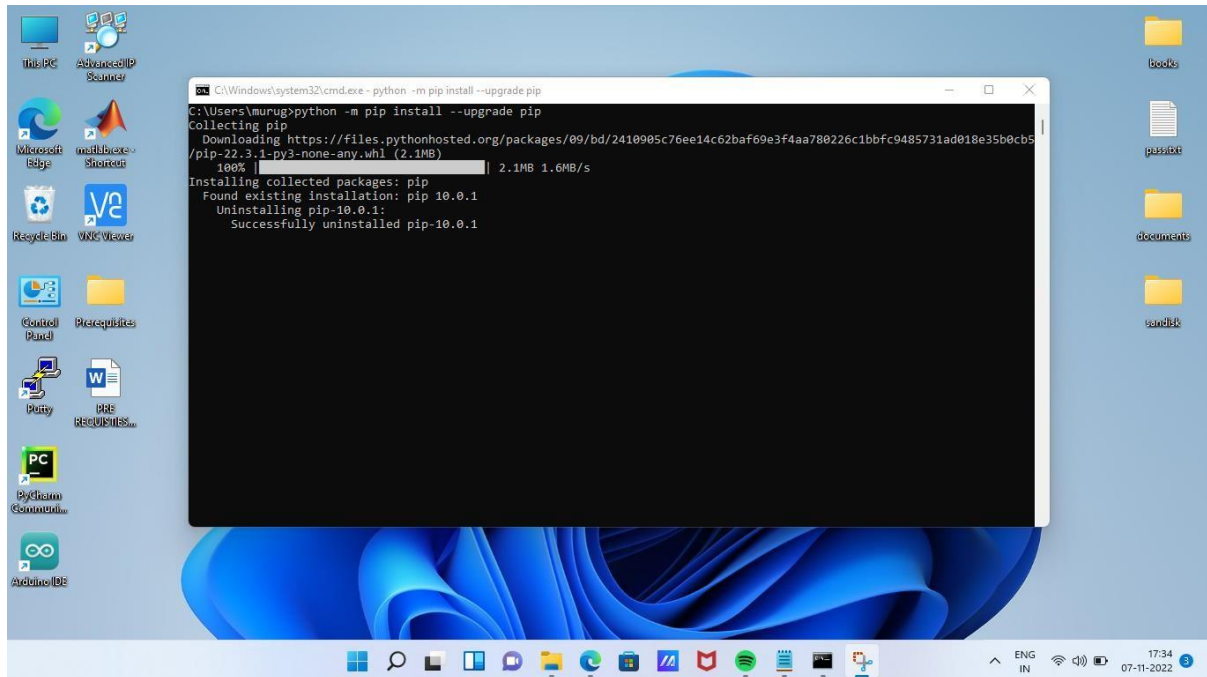 This PC
Advanced IP
Scanner
Microsoft
Edge
matlab.exe -
Shortcut
Recycle Bin
VNC Viewer
Control
Panel
Prerequisites
Putty
PRE
REQUISITIES...
PyCharm
Communi...
Arduino IDE
C:\Windows\system32\cmd.exe - python -m pip install --upgrade pip
C:\Users\murug>python -m pip install --upgrade pip
Collecting pip
Downloading https://files.pythonhosted.org/packages/09/bd/2410905c76ee14c62baf69e3f4aa780226c1bbfc9485731ad018e35b0cb5
/pip-22.3.1-py3-none-any.whl (2.1MB)
100% | | 2.1MB 1.6MB/s
Installing collected packages: pip
Found existing installation: pip 10.0.1
Uninstalling pip-10.0.1:
Successfully uninstalled pip-10.0.1
Books
documents
sandisk
ENG
IN
17:34
07-11-2022
3